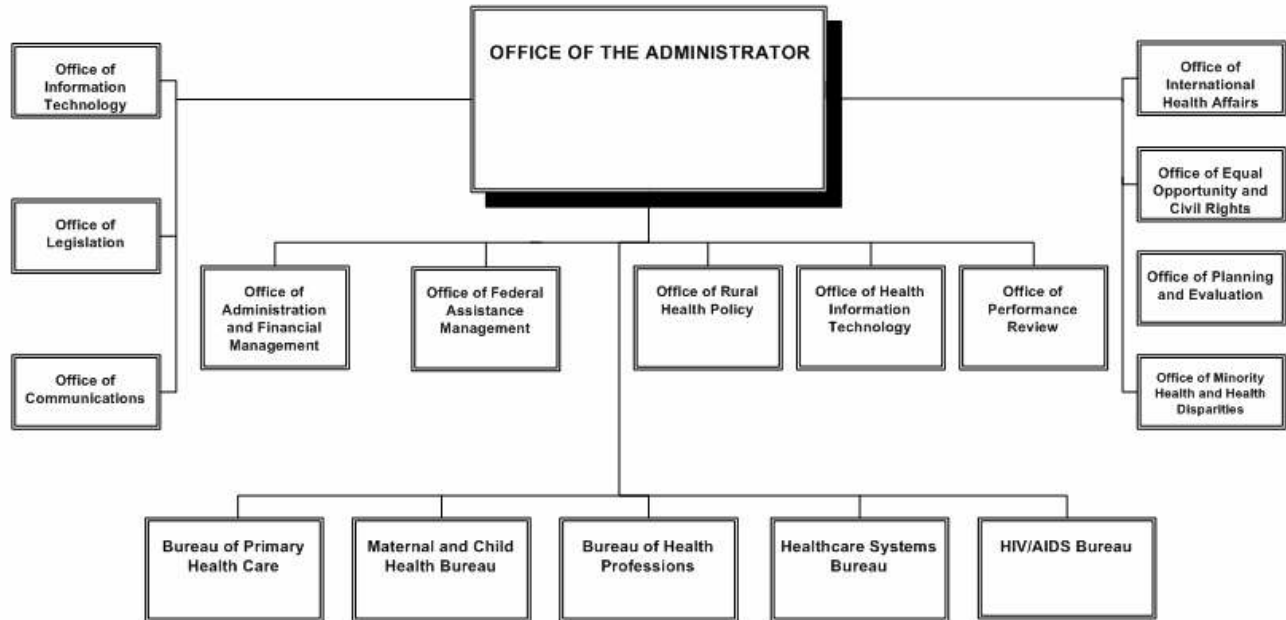 OFFICE OF THE ADMINISTRATOR
Office of
Information
Technology
Office of
Legislation
Office of
Communications
Office of
International
Health Affairs
Office of Equal
Opportunity and
Civil Rights
Office of Planning
and Evaluation
Office of Minority
Health and Health
Disparities
Office of
Administration
and Financial
Management
Office of Federal
Assistance
Management
Office of Rural
Health Policy
Office of Health
Information
Technology
Office of
Performance
Review
Bureau of Primary
Health Care
Maternal and Child
Health Bureau
Bureau of Health
Professions
Healthcare Systems
Bureau
HIV/AIDS Bureau